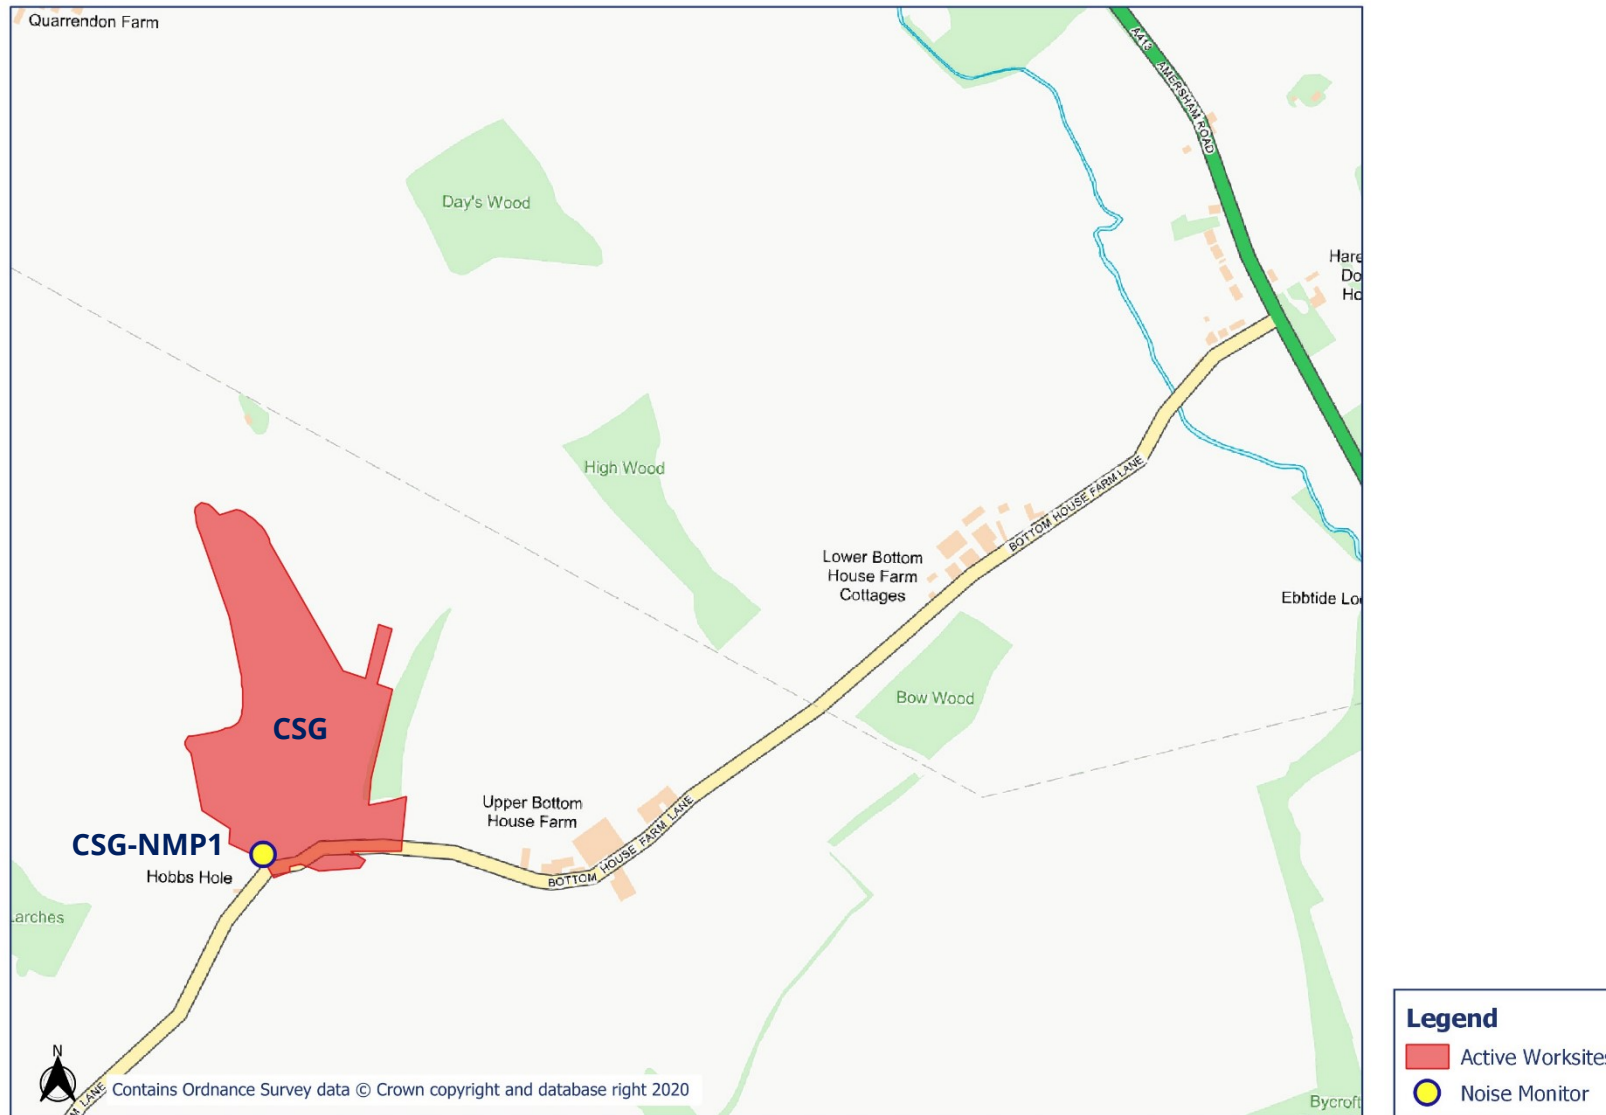 Quarrendon Farm
A413
AMERSHAM ROAD
Day's Wood
Hare
Do
Ho
High Wood
BOTTOM HOUSE FARM LANE
Lower Bottom
House Farm
Cottages
Ebbtide Lo
Bow Wood
CSG
Upper Bottom
House Farm
BOTTOM HOUSE FARM LANE
CSG-NMP1
Hobbs Hole
arches
N
M LANE
Contains Ordnance Survey data © Crown copyright and database right 2020
Bycroft
Legend
Active Worksites
Noise Monitor